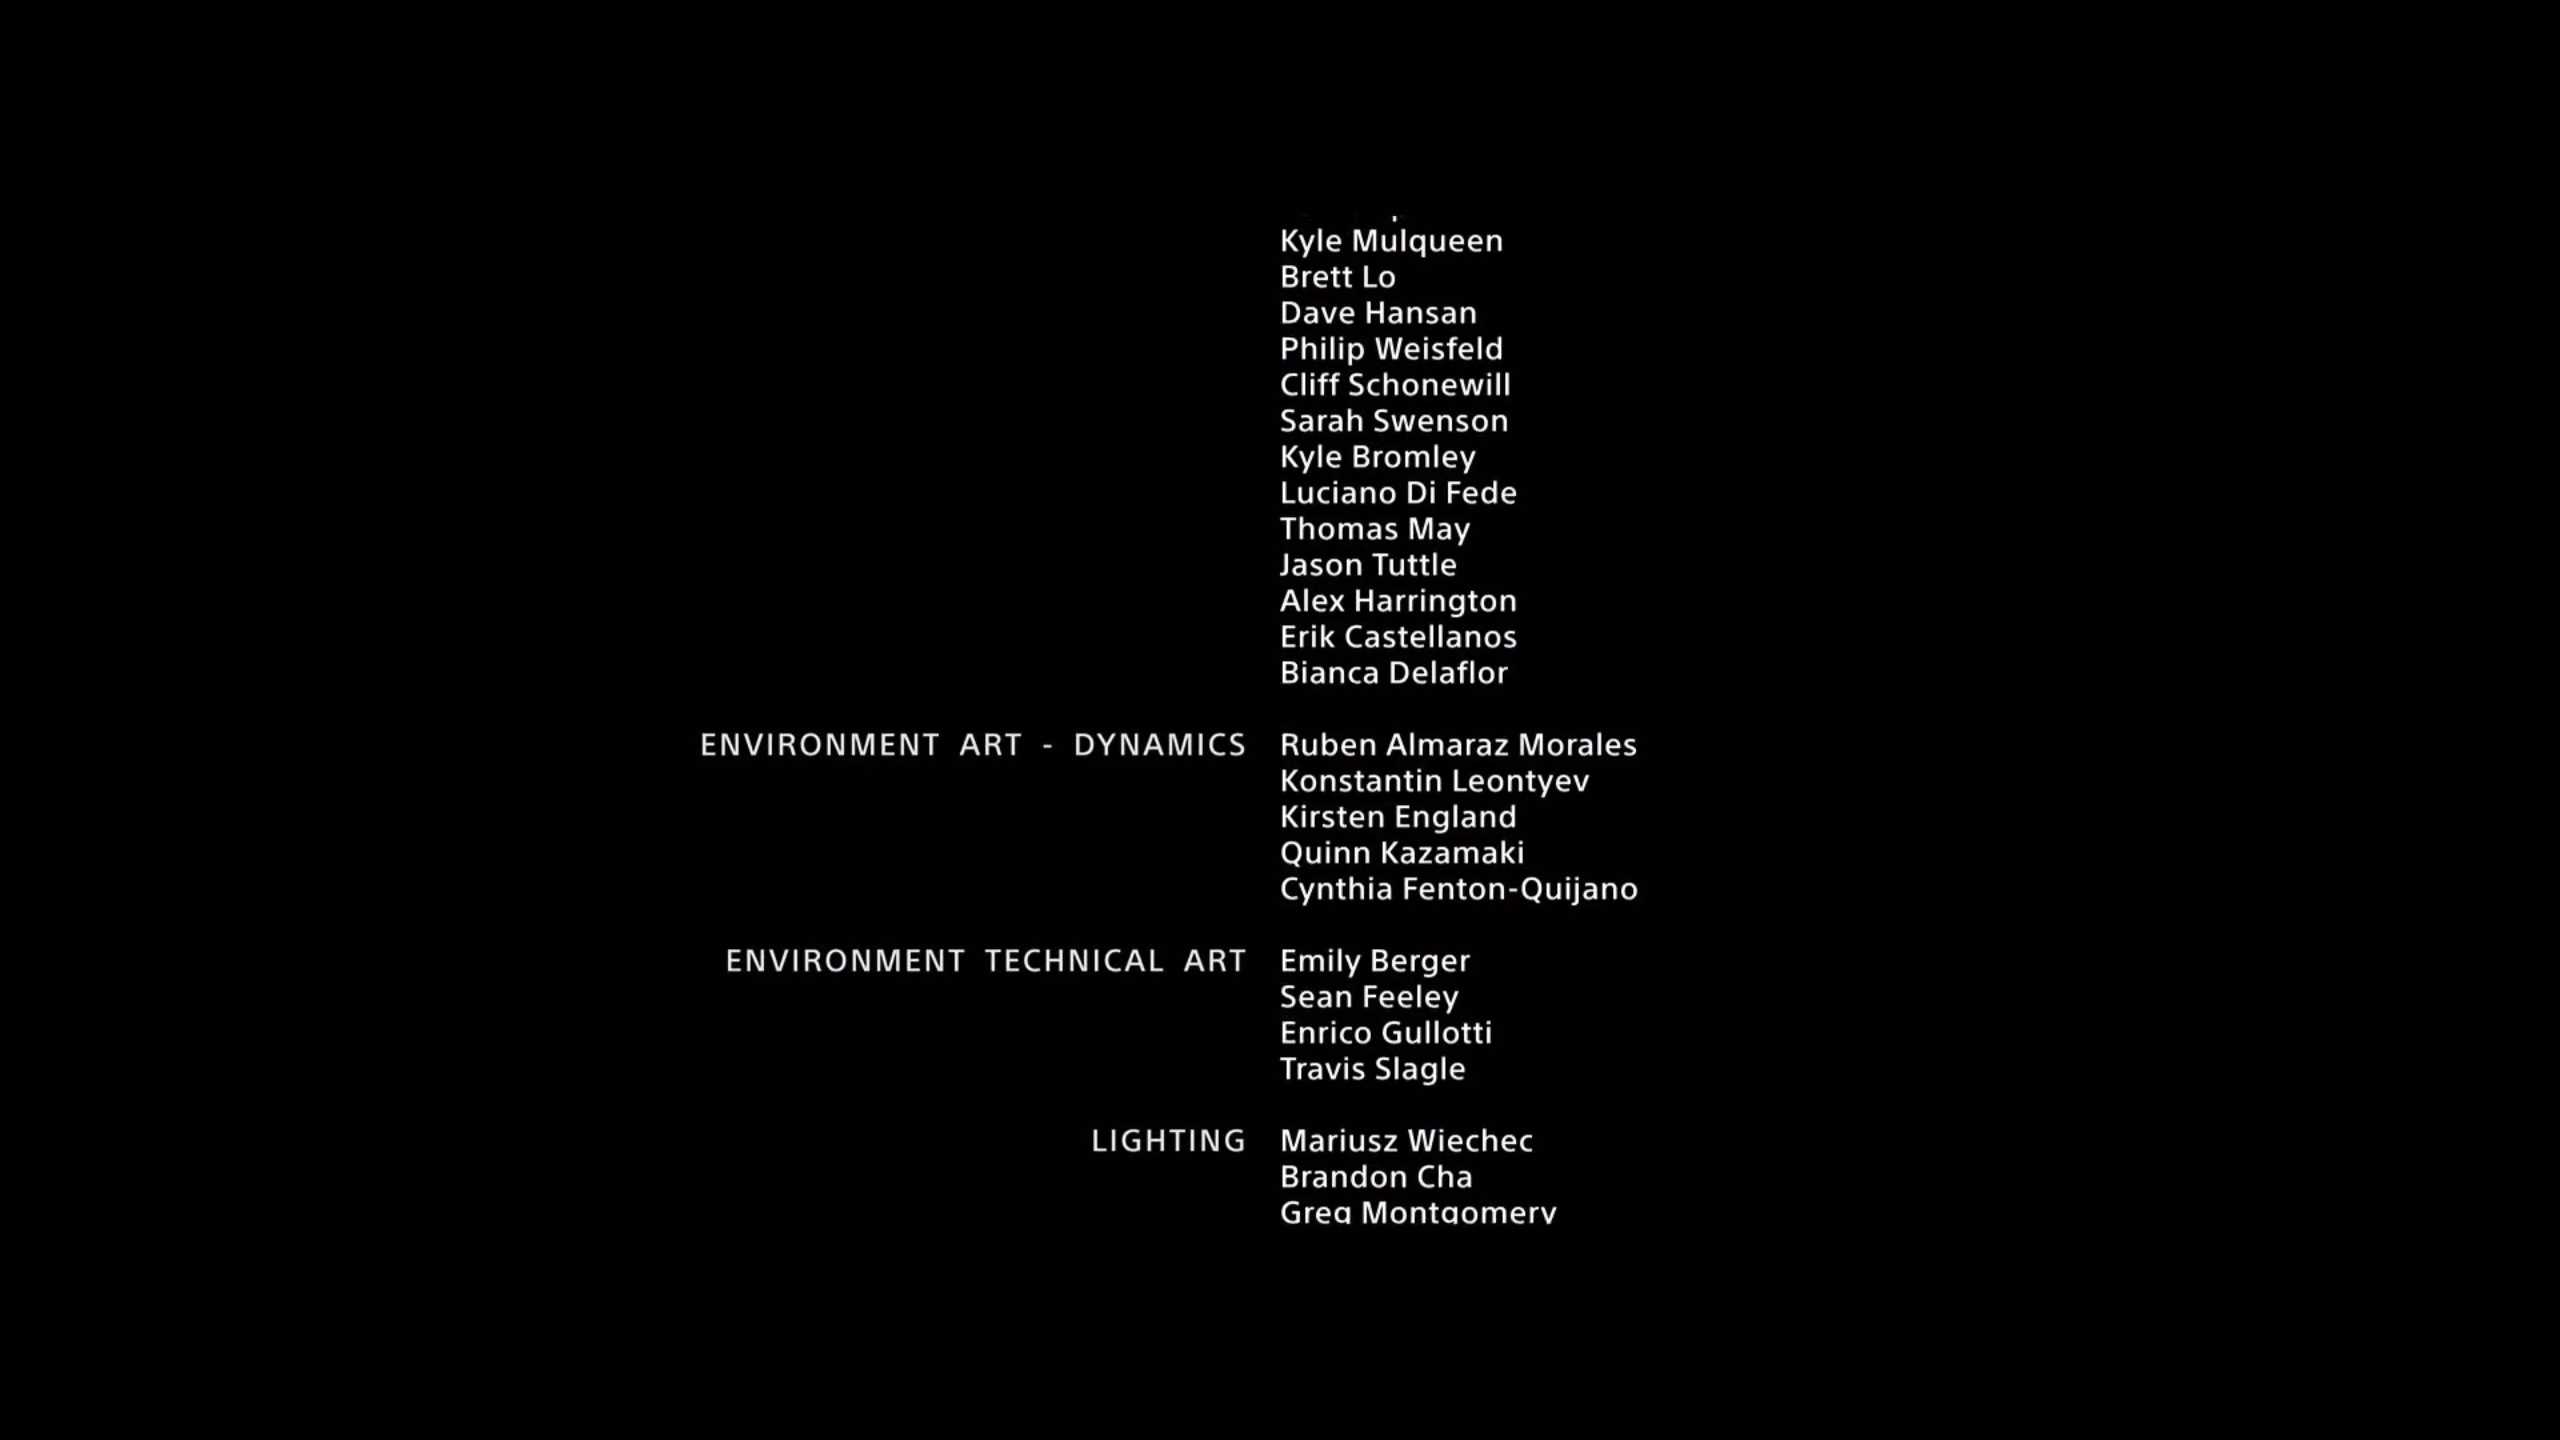 Kyle Mulqueen
Brett Lo
Dave Hansan
Philip Weisfeld
Cliff Schonewill
Sarah Swenson
Kyle Bromley
Luciano Di Fede
Thomas May
Jason Tuttle
Alex Harrington
Erik Castellanos
Bianca Delaflor
ENVIRONMENT ART - DYNAMICS Ruben Almaraz Morales
Konstantin Leontyev
Kirsten England
Quinn Kazamaki
Cynthia Fenton-Quijano
ENVIRONMENT TECHNICAL ART Emily Berger
Sean Feeley
Enrico Gullotti
Travis Slagle
LIGHTING Mariusz Wiechec
Brandon Cha
Greg Montgomery